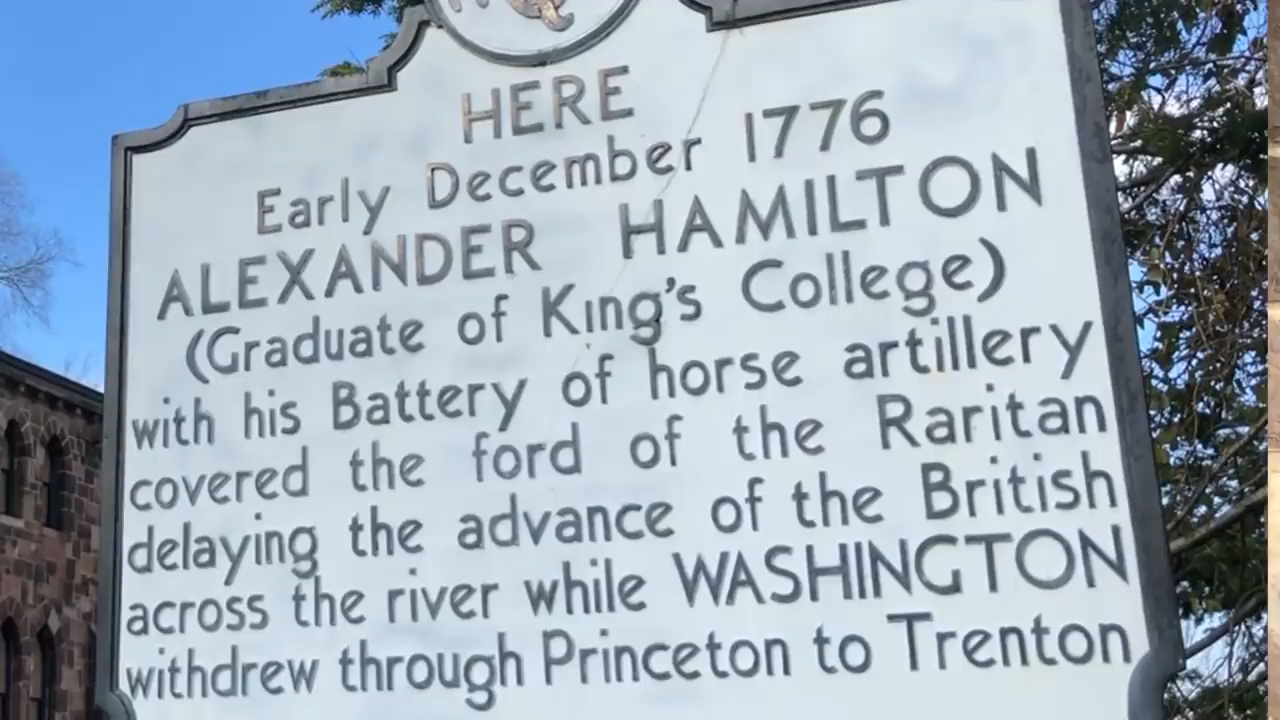 HERE
Early December 1776
ALEXANDER HAMILTON
(Graduate of King's College)
with his Battery of horse artillery
covered the ford of the Raritan
delaying the advance of the British
across the river while WASHINGTON
withdrew through Princeton to Trenton